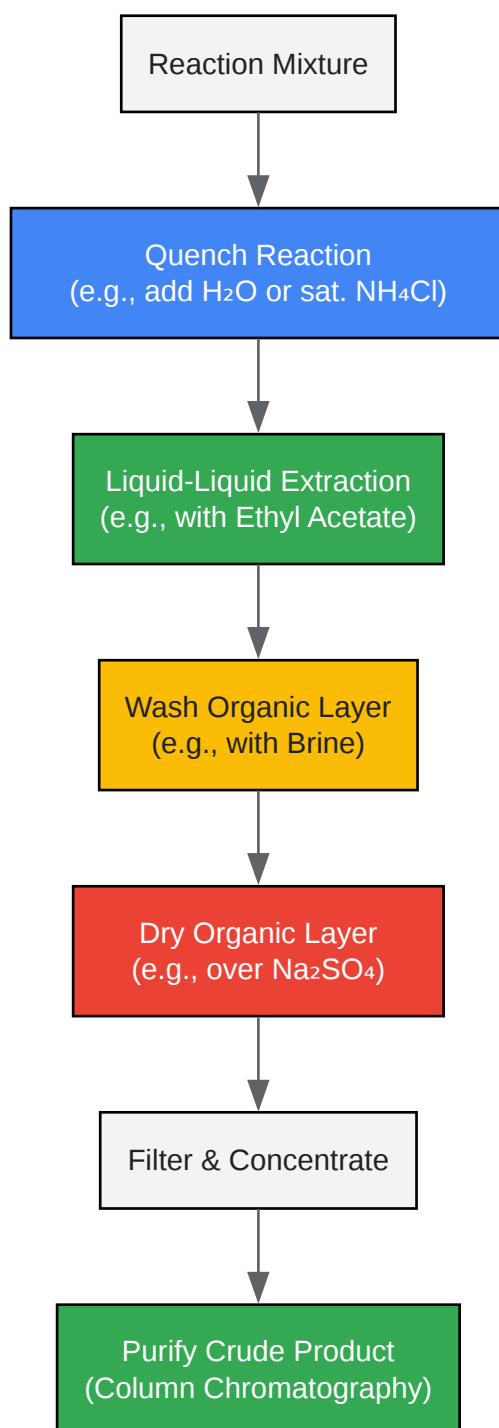 Reaction Mixture
Quench Reaction
(e.g., add H₂O or sat. NH₄Cl)
Liquid-Liquid Extraction
(e.g., with Ethyl Acetate)
Wash Organic Layer
(e.g., with Brine)
Dry Organic Layer
(e.g., over Na₂SO₄)
Filter & Concentrate
Purify Crude Product
(Column Chromatography)